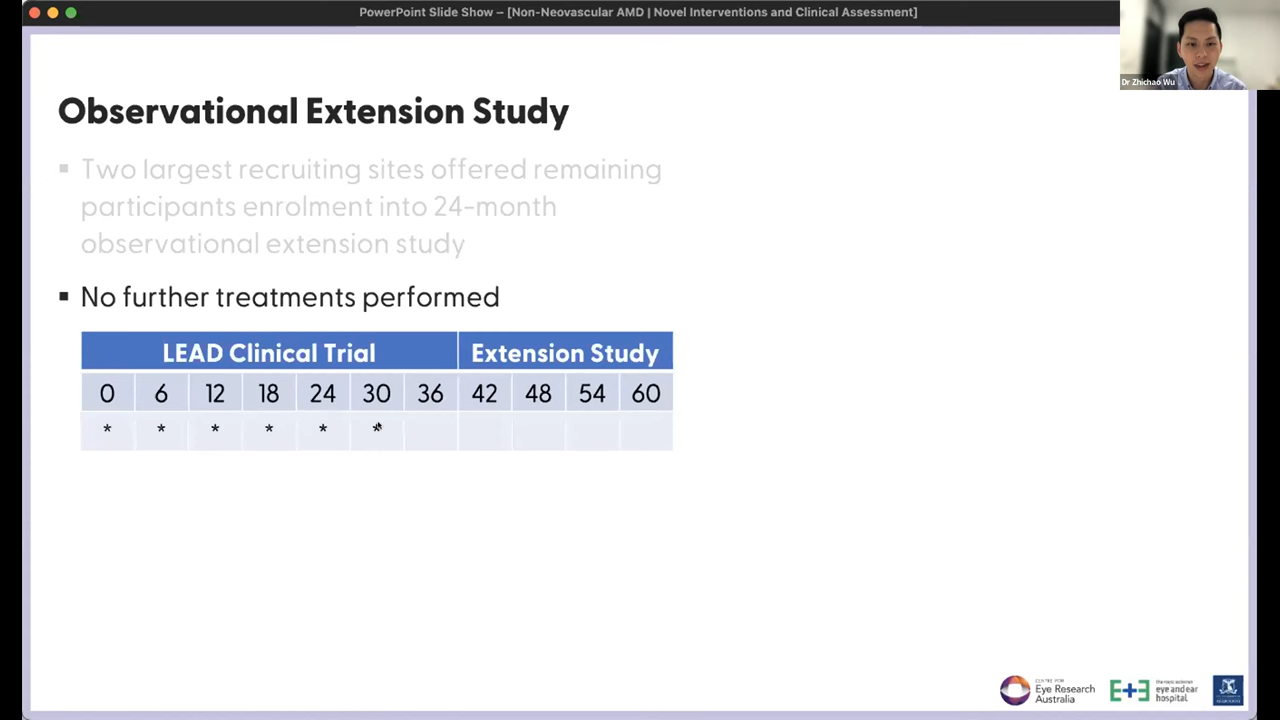 PowerPoint Slide Show – [Non-Neovascular AMD | Novel Interventions and Clinical Assessment]
Dr Zhichao Wu
Observational Extension Study
▪ Two largest recruiting sites offered remaining
participants enrolment into 24-month
observational extension study
▪ No further treatments performed
LEAD Clinical Trial Extension Study
0 6 12 18 24 30 36 42 48 54 60
* * * * * *
CENTRE FOR
Eye Research
Australia
eye and ear
hospital